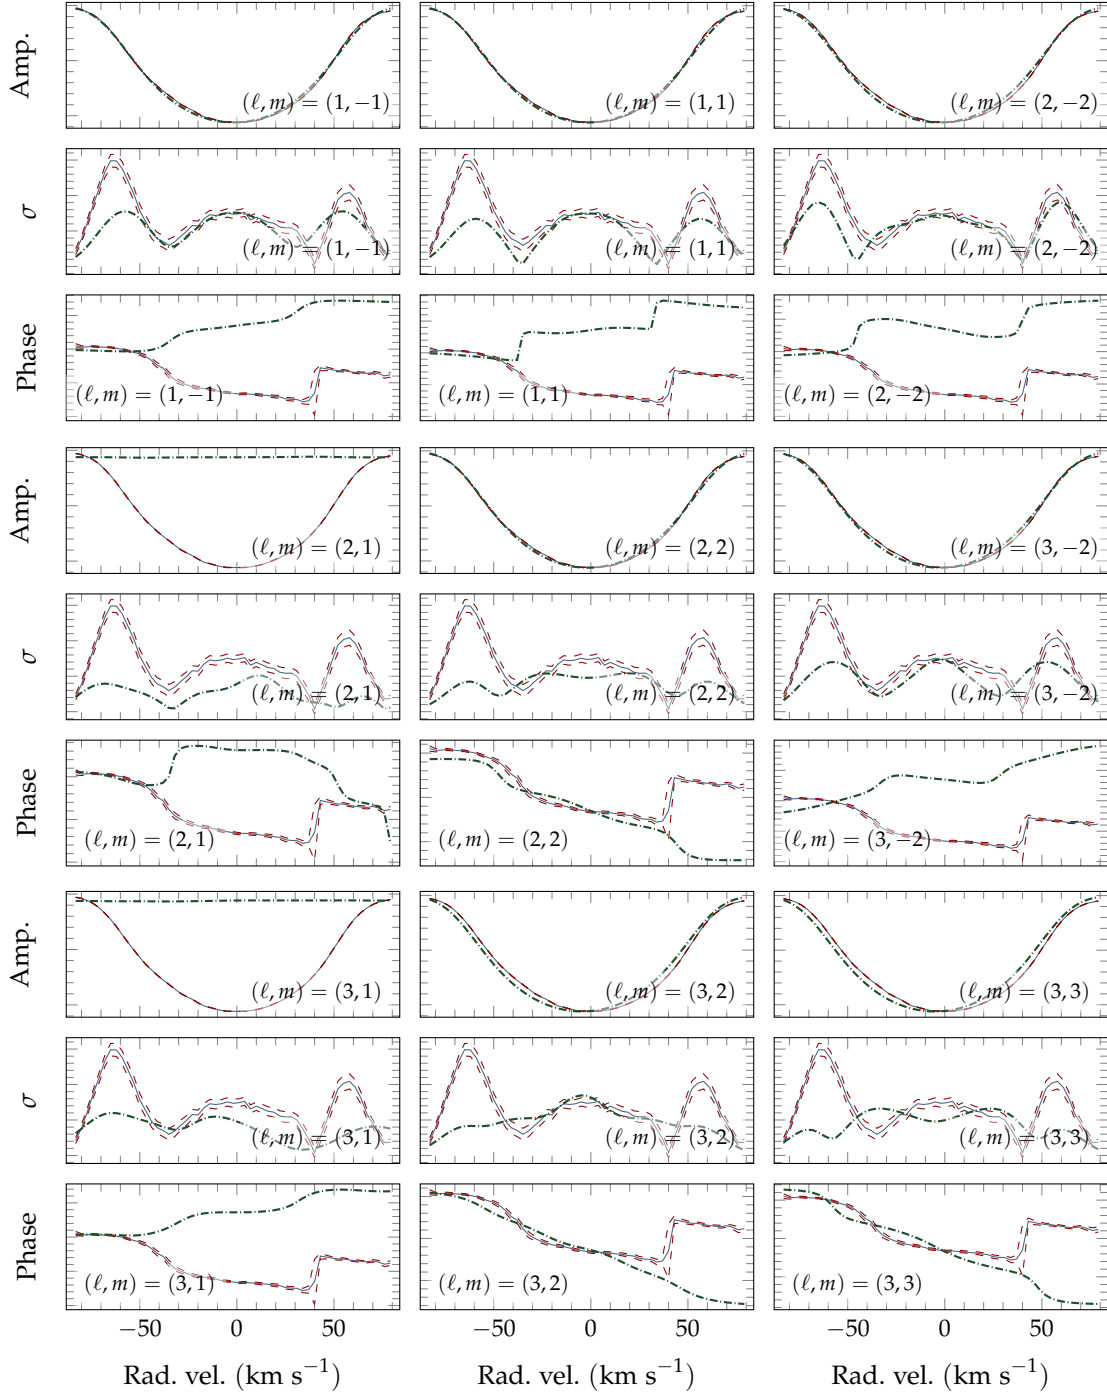 Amp.
(ℓ, m) = (1, −1)
(ℓ, m) = (1, 1)
(ℓ, m) = (2, −2)
σ
(ℓ, m) = (1, −1)
(ℓ, m) = (1, 1)
(ℓ, m) = (2, −2)
Phase
(ℓ, m) = (1, −1)
(ℓ, m) = (1, 1)
(ℓ, m) = (2, −2)
Amp.
(ℓ, m) = (2, 1)
(ℓ, m) = (2, 2)
(ℓ, m) = (3, −2)
σ
(ℓ, m) = (2, 1)
(ℓ, m) = (2, 2)
(ℓ, m) = (3, −2)
Phase
(ℓ, m) = (2, 1)
(ℓ, m) = (2, 2)
(ℓ, m) = (3, −2)
Amp.
(ℓ, m) = (3, 1)
(ℓ, m) = (3, 2)
(ℓ, m) = (3, 3)
σ
(ℓ, m) = (3, 1)
(ℓ, m) = (3, 2)
(ℓ, m) = (3, 3)
Phase
(ℓ, m) = (3, 1)
(ℓ, m) = (3, 2)
(ℓ, m) = (3, 3)
−50 0 50 −50 0 50 −50 0 50
Rad. vel. (km s⁻¹) Rad. vel. (km s⁻¹) Rad. vel. (km s⁻¹)